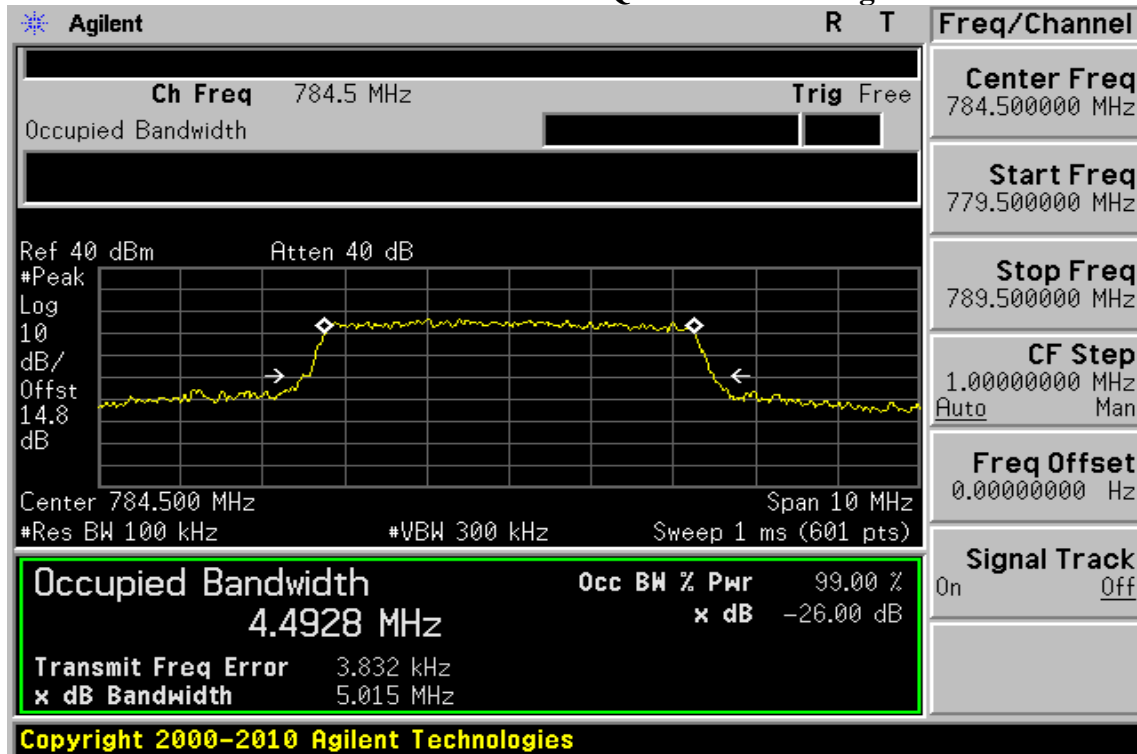 Agilent R T Freq/Channel
Ch Freq 784.5 MHz Trig Free
Occupied Bandwidth
Center Freq
784.500000 MHz
Start Freq
779.500000 MHz
Stop Freq
789.500000 MHz
CF Step
1.00000000 MHz
Auto Man
Freq Offset
0.00000000 Hz
Signal Track
On Off
Ref 40 dBm Atten 40 dB
#Peak
Log
10
dB/
Offst
14.8
dB
Center 784.500 MHz Span 10 MHz
#Res BW 100 kHz #VBW 300 kHz Sweep 1 ms (601 pts)
Occupied Bandwidth Occ BW % Pwr 99.00 %
4.4928 MHz x dB -26.00 dB
Transmit Freq Error 3.832 kHz
x dB Bandwidth 5.015 MHz
Copyright 2000-2010 Agilent Technologies